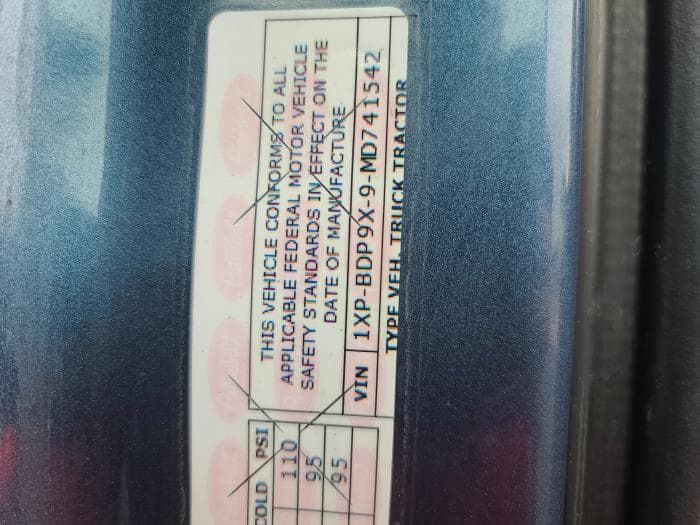 COLD PSI
110
95
95
THIS VEHICLE CONFORMS TO ALL
APPLICABLE FEDERAL MOTOR VEHICLE
SAFETY STANDARDS IN EFFECT ON THE
DATE OF MANUFACTURE
VIN 1XP-BDP9X-9-MD741542
TYPE VEH. TRUCK TRACTOR